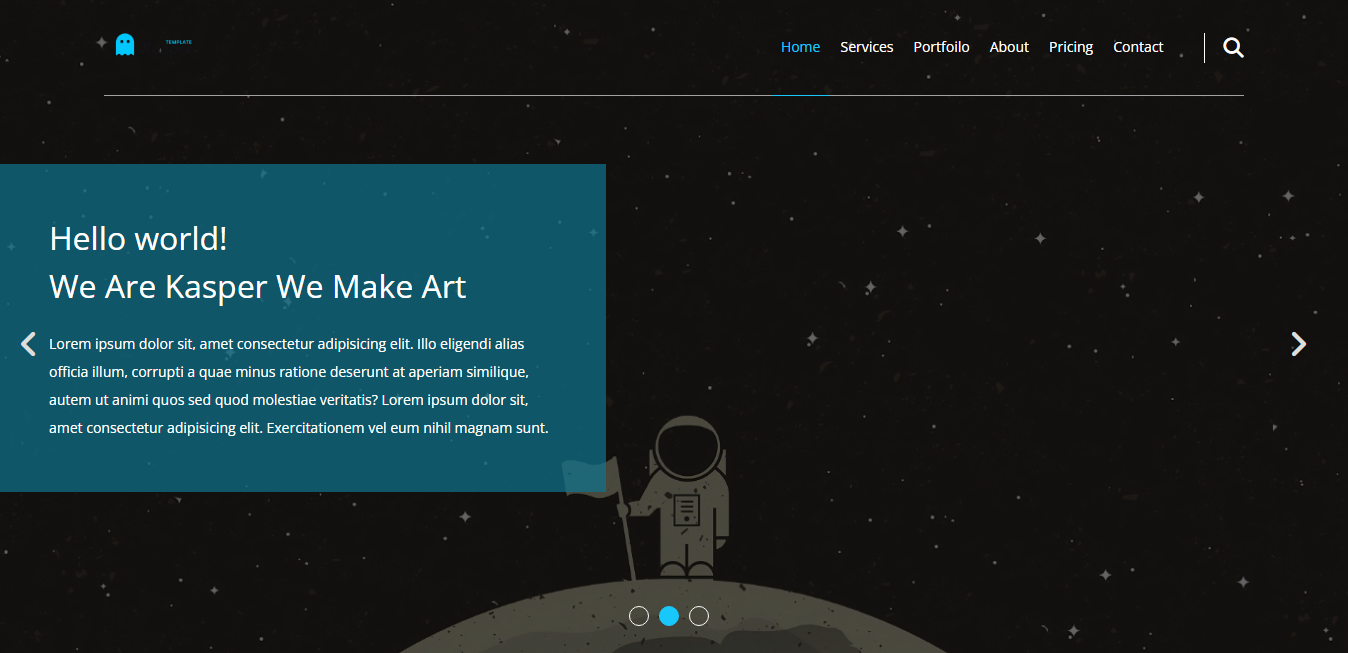 TEMPLATE
Home Services Portfoilo About Pricing Contact
Hello world!
We Are Kasper We Make Art
Lorem ipsum dolor sit, amet consectetur adipisicing elit. Illo eligendi alias
officia illum, corrupti a quae minus ratione deserunt at aperiam similique,
autem ut animi quos sed quod molestiae veritatis? Lorem ipsum dolor sit,
amet consectetur adipisicing elit. Exercitationem vel eum nihil magnam sunt.